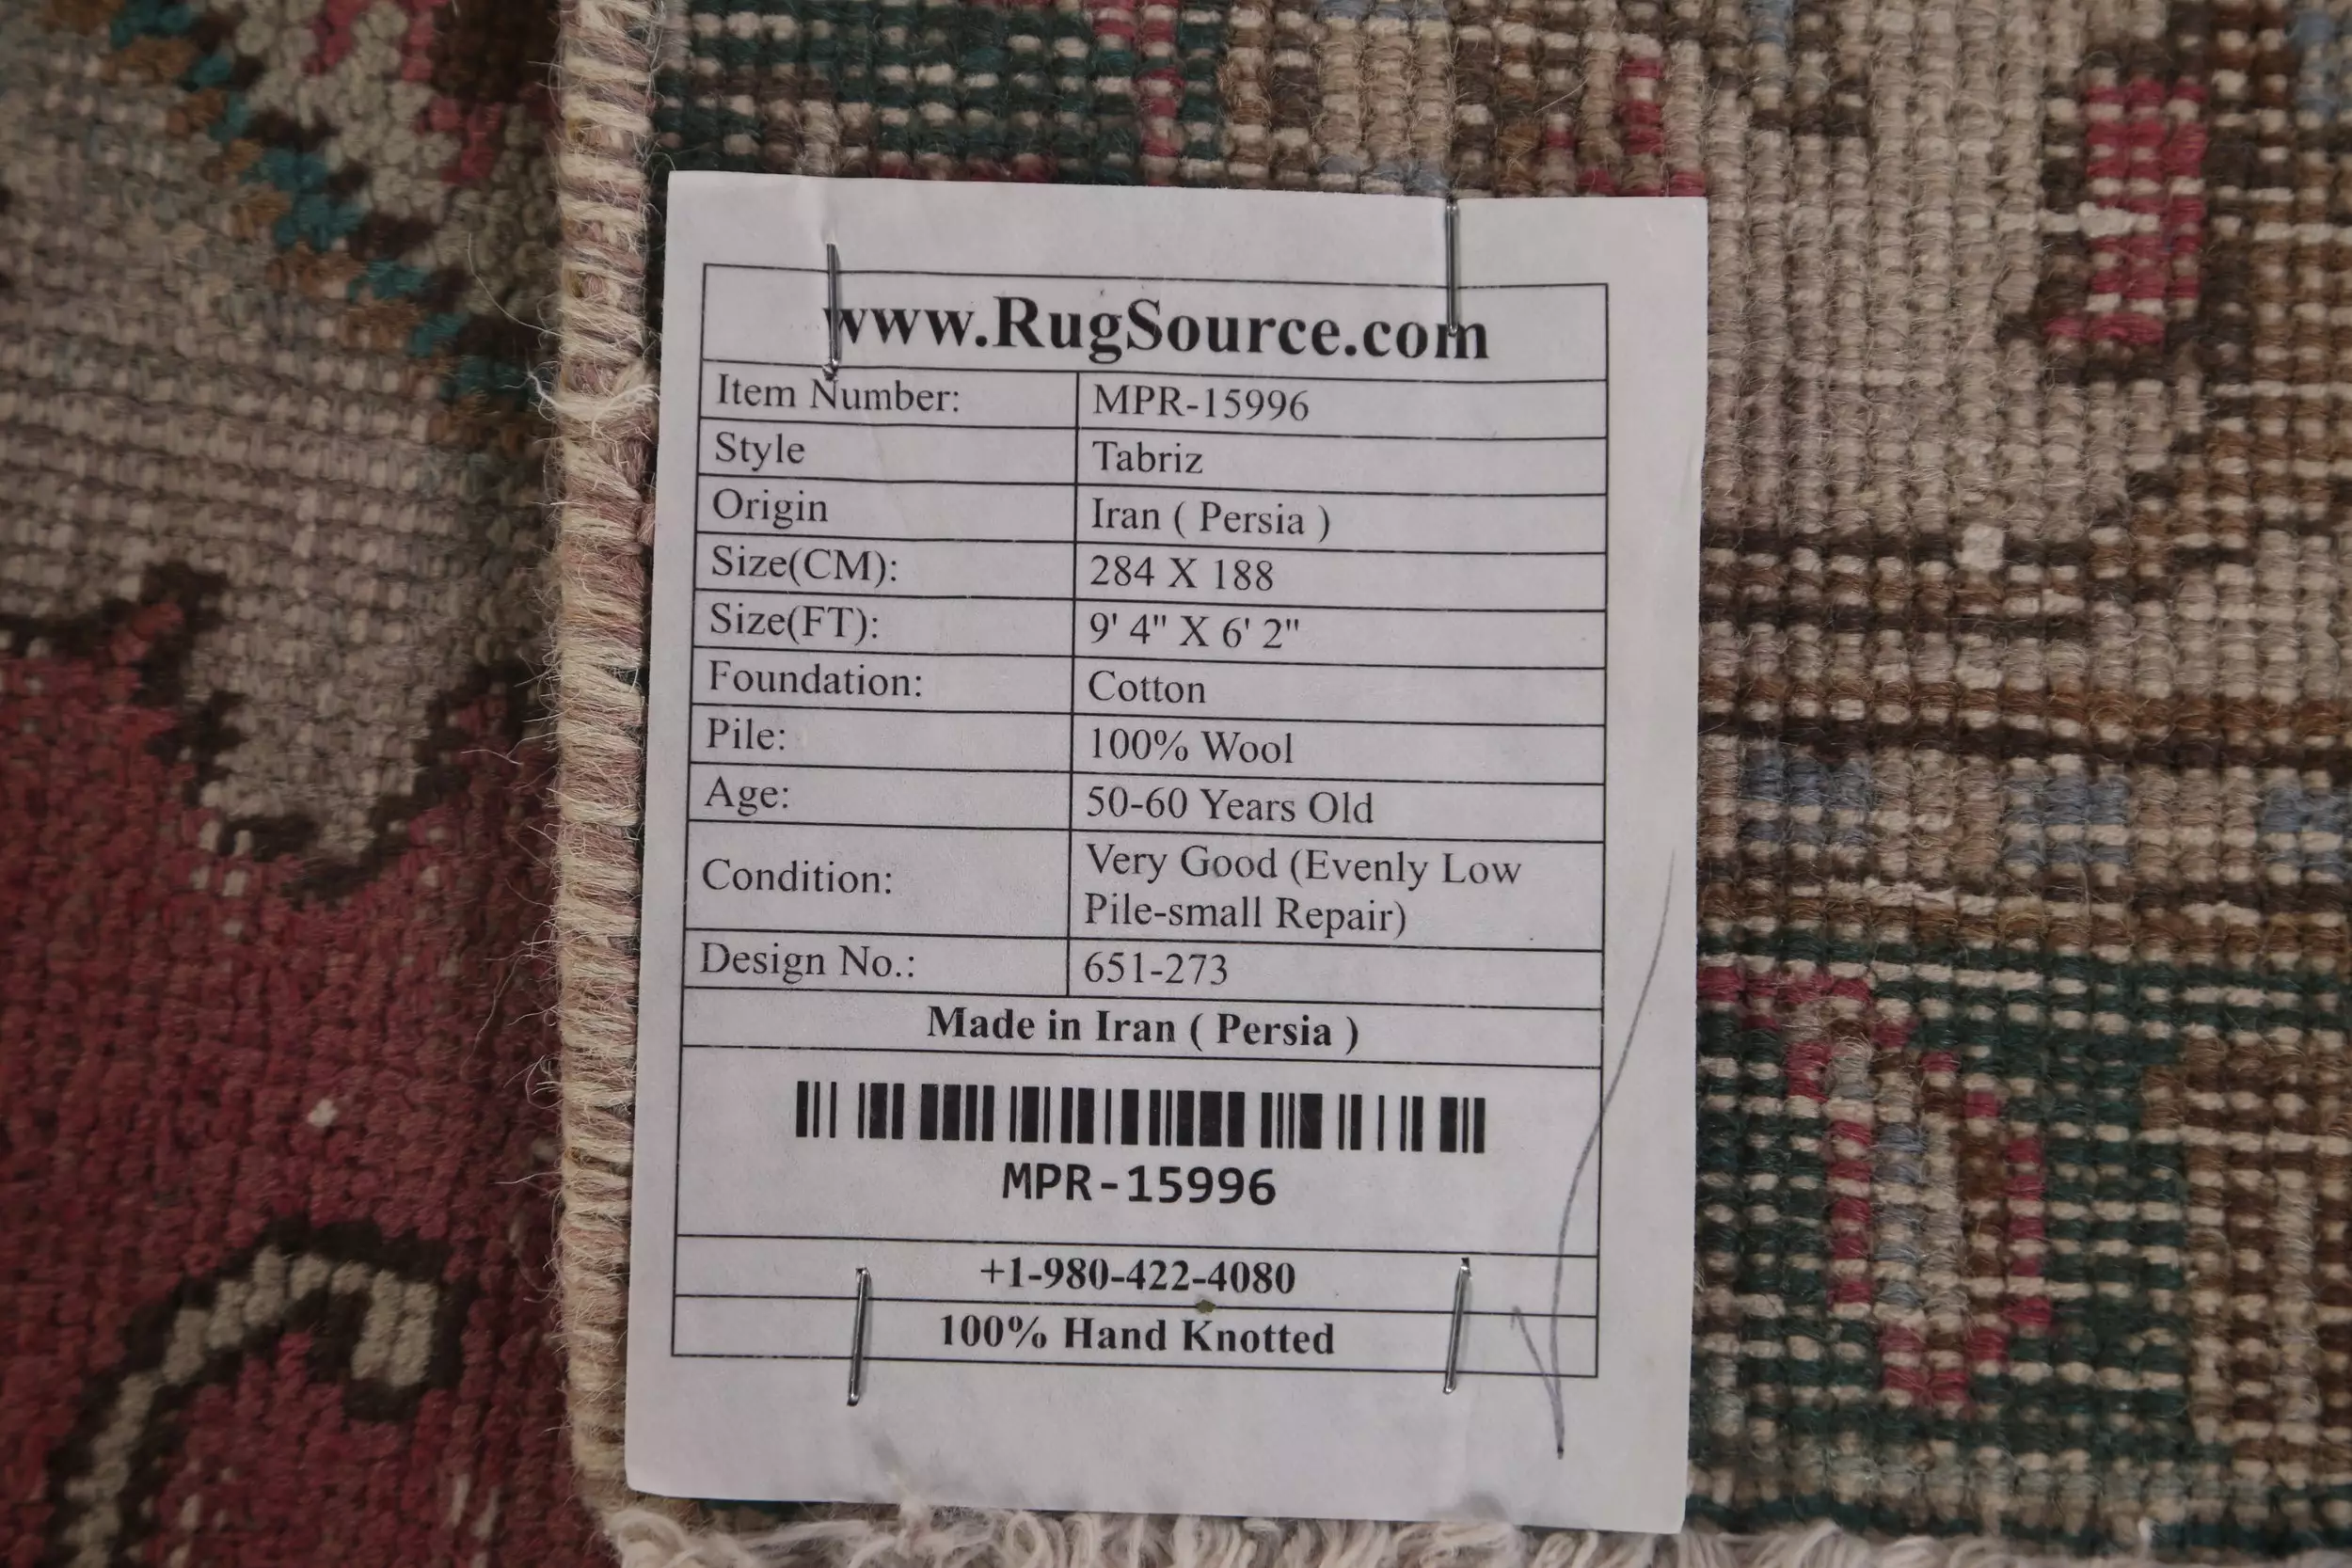 www.RugSource.com
Item Number: MPR-15996
Style Tabriz
Origin Iran ( Persia )
Size(CM): 284 X 188
Size(FT): 9' 4" X 6' 2"
Foundation: Cotton
Pile: 100% Wool
Age: 50-60 Years Old
Condition: Very Good (Evenly Low
Pile-small Repair)
Design No.: 651-273
Made in Iran ( Persia )
MPR-15996
+1-980-422-4080
100% Hand Knotted